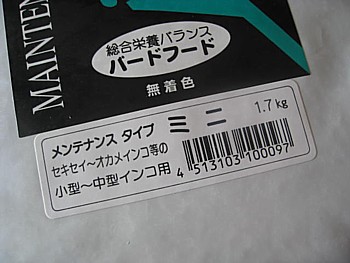 MAINTEN
総合栄養バランス
バードフード
無着色
メンテナンス タイプ ミニ 1.7kg
セキセイ～オカメインコ等の
小型～中型インコ用
4 513103 100097